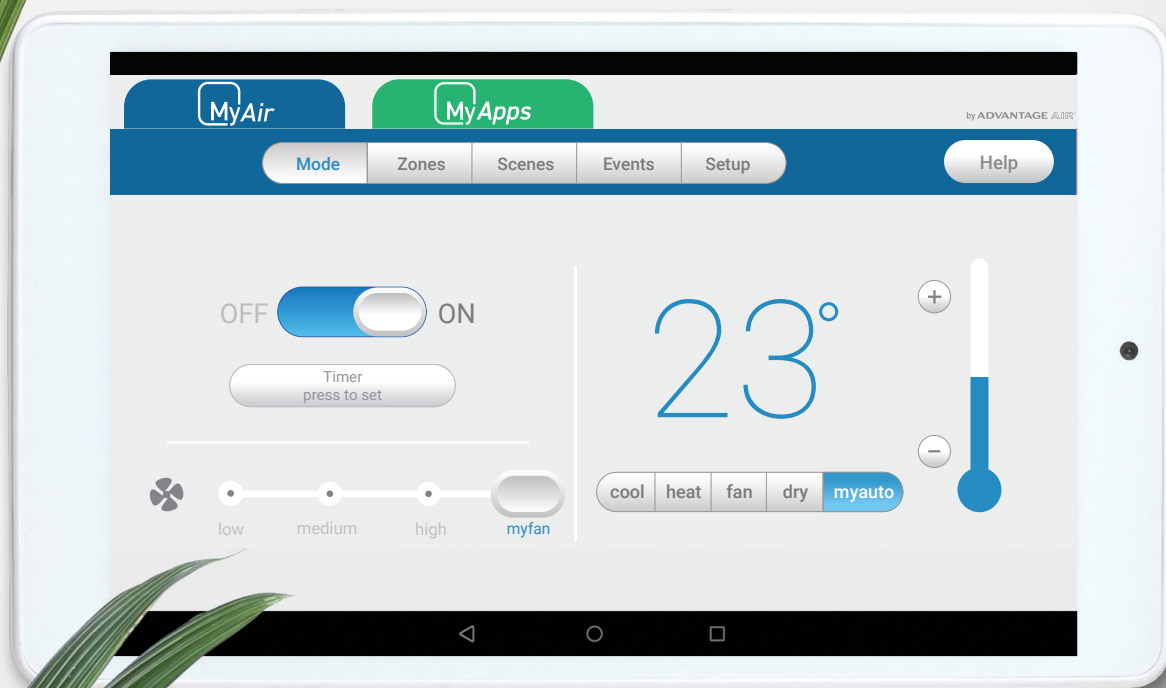 MyAir
MyApps
by ADVANTAGE AIR
Mode
Zones
Scenes
Events
Setup
Help
OFF
ON
Timer
press to set
23°
cool
heat
fan
dry
myauto
low
medium
high
myfan